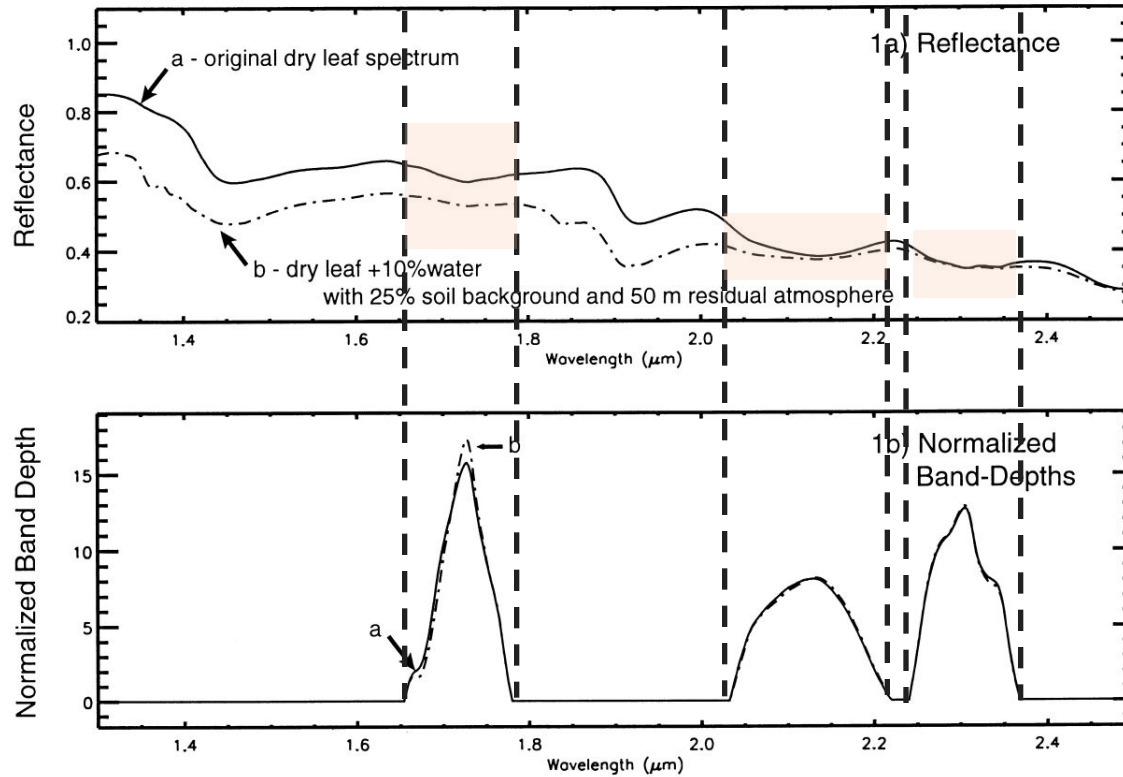 1a) Reflectance
a - original dry leaf spectrum
b - dry leaf +10%water
with 25% soil background and 50 m residual atmosphere
Reflectance
1.0
0.8
0.6
0.4
0.2
1.4
1.6
1.8
2.0
2.2
2.4
Wavelength (μm)
1b) Normalized
Band-Depths
b
a
Normalized Band Depth
15
10
5
0
1.4
1.6
1.8
2.0
2.2
2.4
Wavelength (μm)